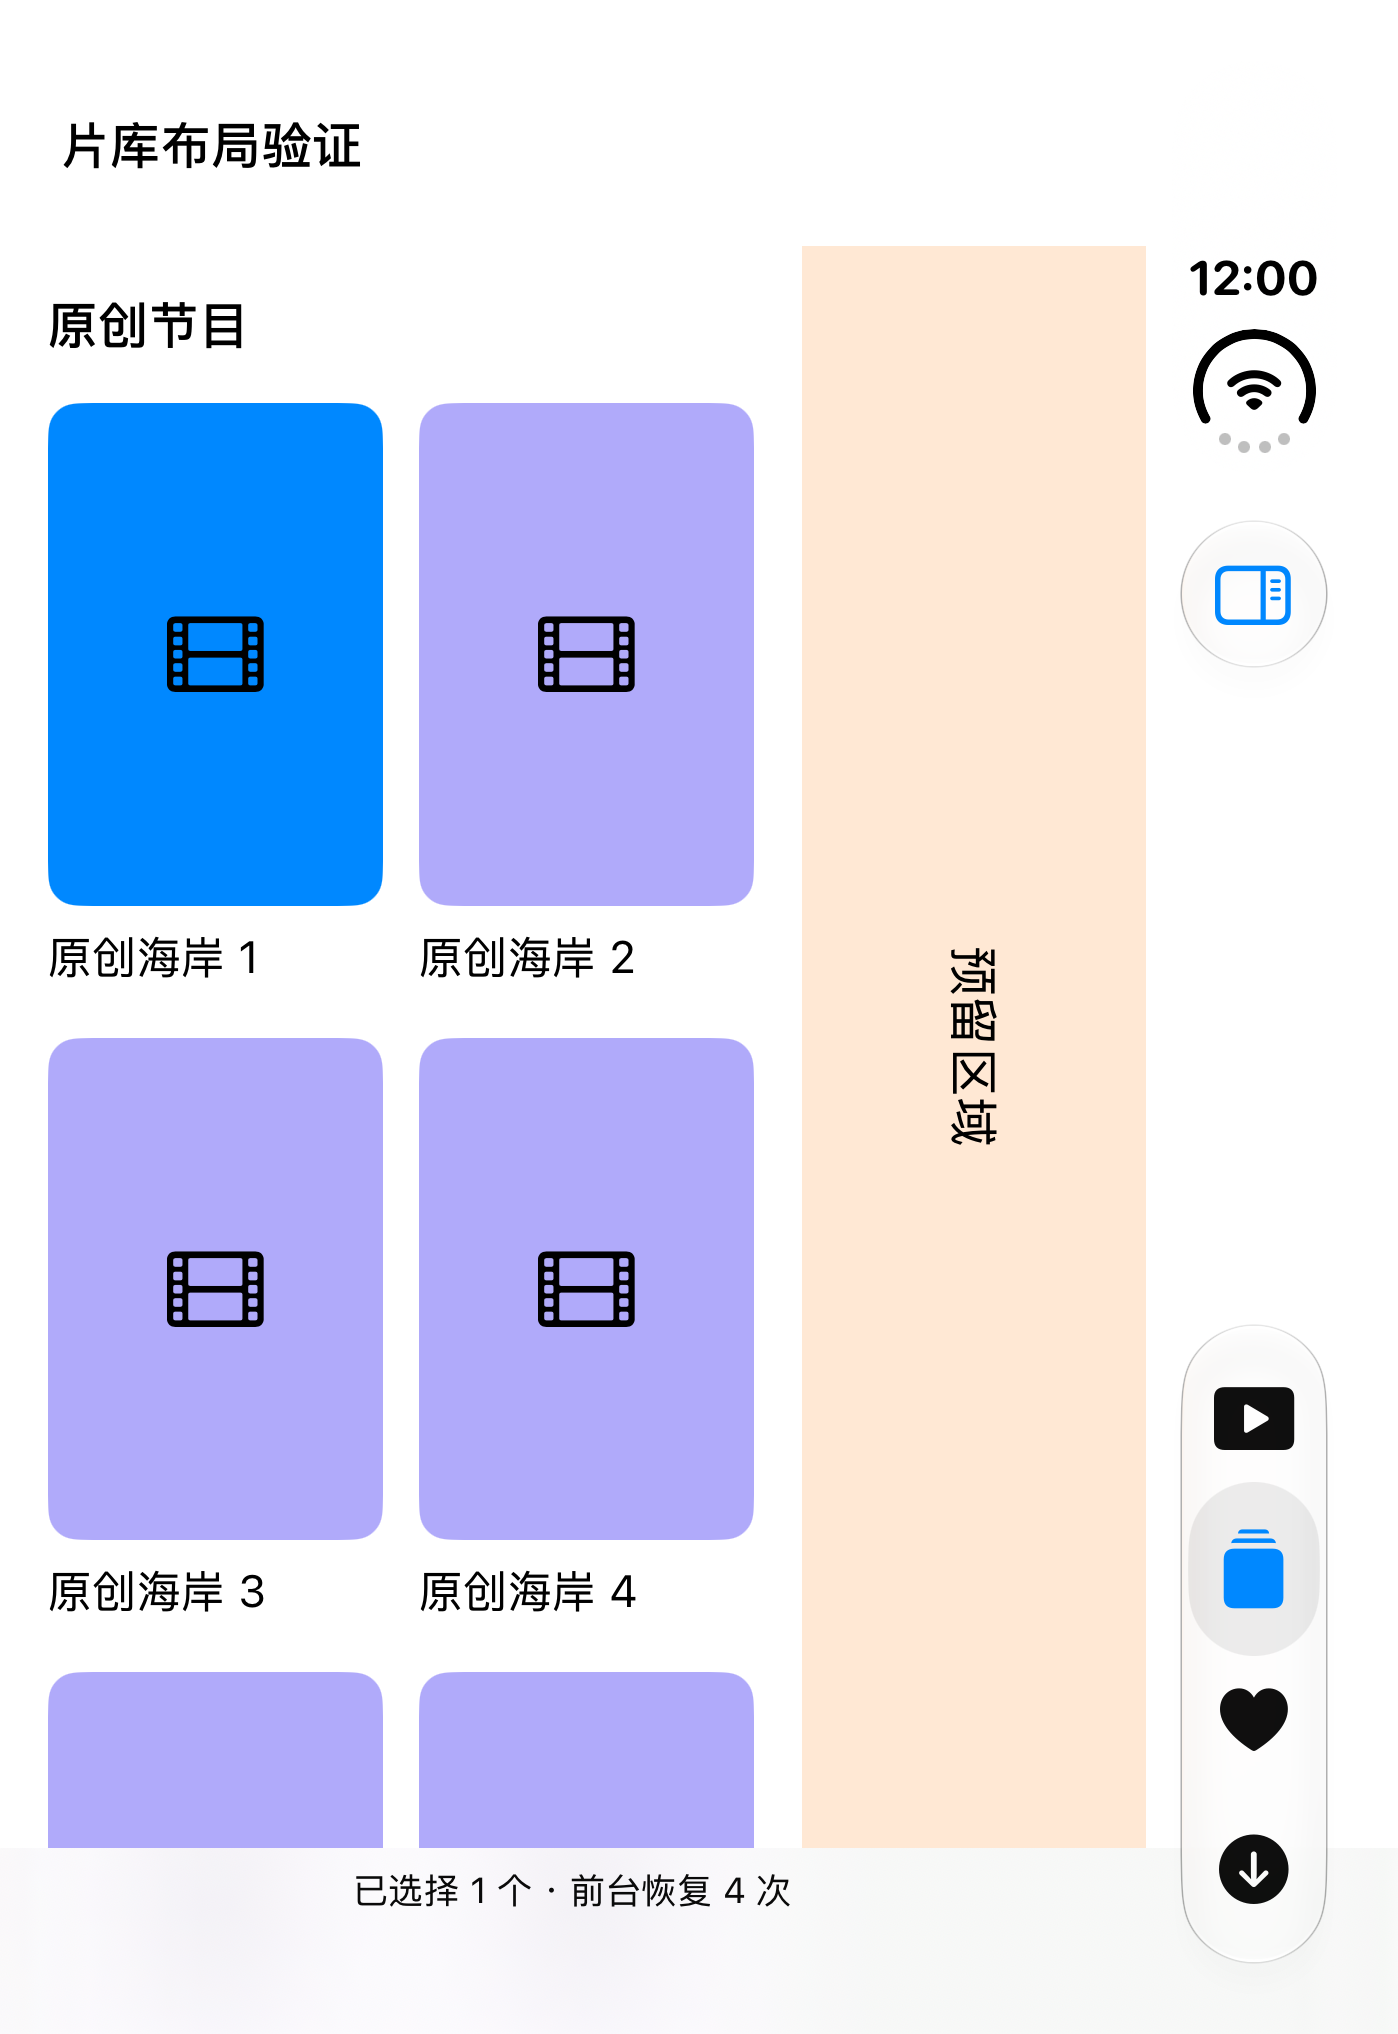 片库布局验证
12:00
原创节目
原创海岸 1
原创海岸 2
预留区域
原创海岸 3
原创海岸 4
已选择 1 个 · 前台恢复 4 次